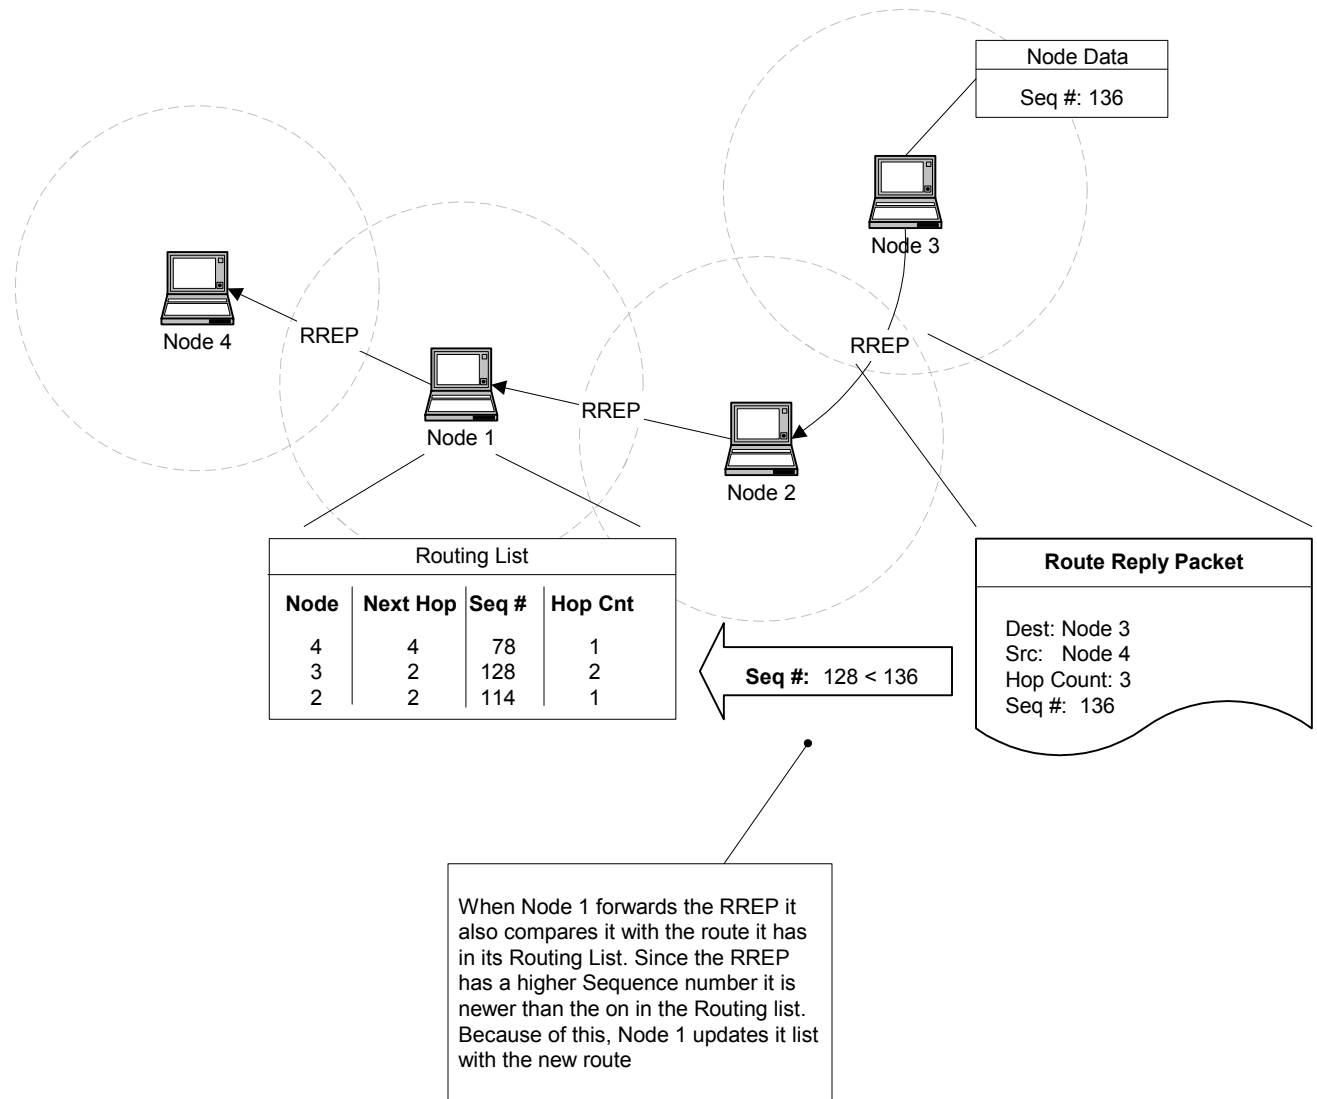 Node Data
Seq #: 136
Node 3
Node 4
RREP
RREP
Node 1
RREP
Node 2
Routing List
Node Next Hop Seq # Hop Cnt
4 4 78 1
3 2 128 2
2 2 114 1
Seq #: 128 < 136
Route Reply Packet
Dest: Node 3
Src: Node 4
Hop Count: 3
Seq #: 136
When Node 1 forwards the RREP it
also compares it with the route it has
in its Routing List. Since the RREP
has a higher Sequence number it is
newer than the on in the Routing list.
Because of this, Node 1 updates it list
with the new route